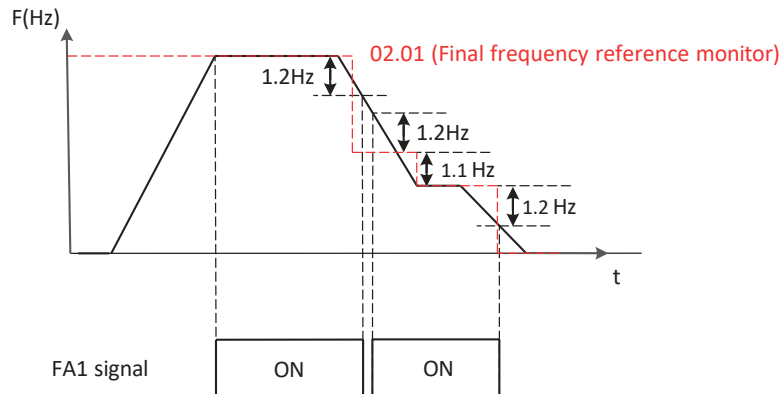 F(Hz)
02.01 (Final frequency reference monitor)
1.2Hz
1.2Hz
1.1 Hz
1.2 Hz
t
FA1 signal
ON
ON